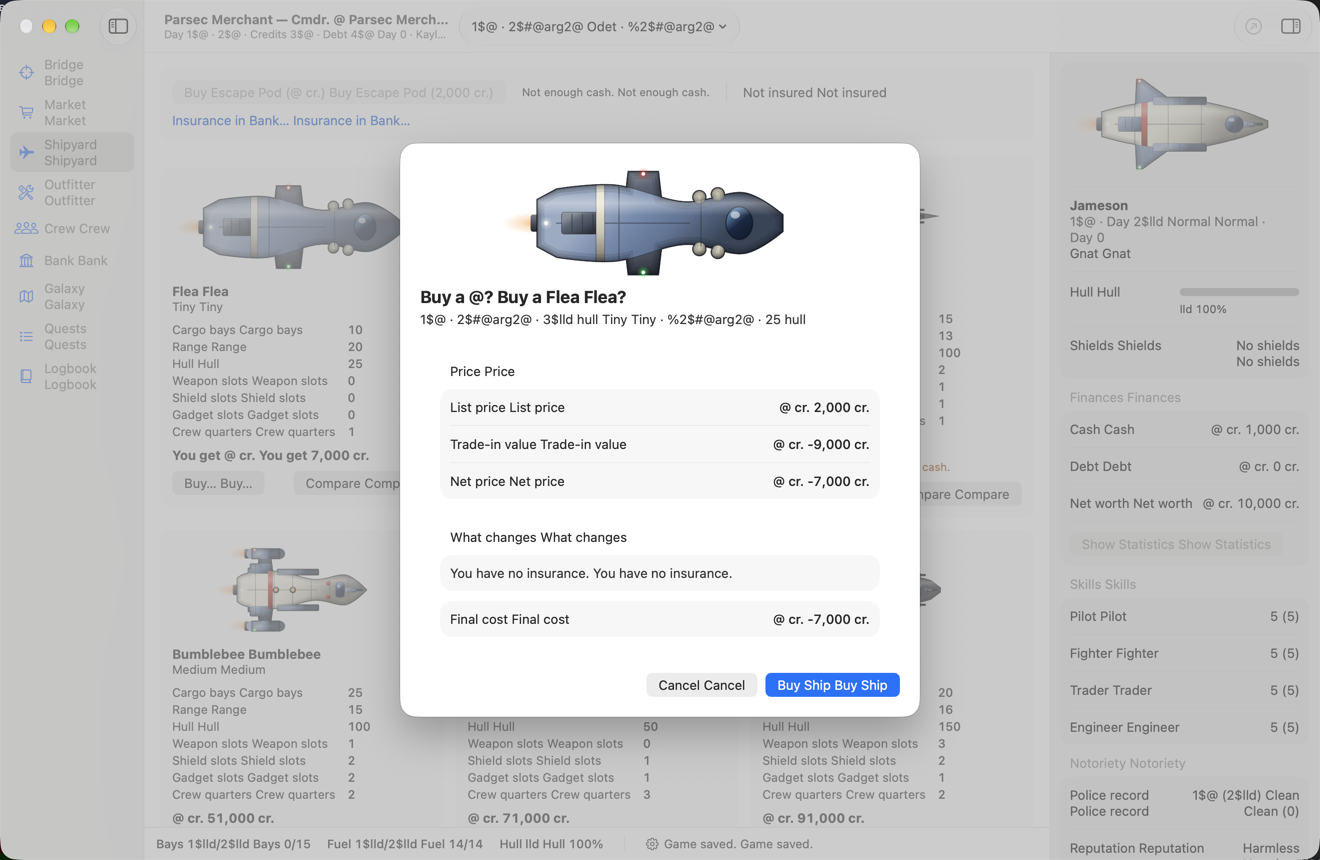 Parsec Merchant — Cmdr. @ Parsec Merch...
Day 1$@ · 2$@ · Credits 3$@ · Debt 4$@ Day 0 · Kayl...
1$@ · 2$#@arg2@ Odet · %2$#@arg2@
Bridge
Bridge
Market
Market
Shipyard
Shipyard
Outfitter
Outfitter
Crew Crew
Bank Bank
Galaxy
Galaxy
Quests
Quests
Logbook
Logbook
Buy Escape Pod (@ cr.) Buy Escape Pod (2,000 cr.)
Not enough cash. Not enough cash.
Not insured Not insured
Insurance in Bank... Insurance in Bank...
Flea Flea
Tiny Tiny
Cargo bays Cargo bays 10
Range Range 20
Hull Hull 25
Weapon slots Weapon slots 0
Shield slots Shield slots 0
Gadget slots Gadget slots 0
Crew quarters Crew quarters 1
You get @ cr. You get 7,000 cr.
Buy... Buy...
Compare Comp
15
13
100
2
1
1
s 1
cash.
pare Compare
Buy a @? Buy a Flea Flea?
1$@ · 2$#@arg2@ · 3$lld hull Tiny Tiny · %2$#@arg2@ · 25 hull
Price Price
List price List price @ cr. 2,000 cr.
Trade-in value Trade-in value @ cr. -9,000 cr.
Net price Net price @ cr. -7,000 cr.
What changes What changes
You have no insurance. You have no insurance.
Final cost Final cost @ cr. -7,000 cr.
Cancel Cancel
Buy Ship Buy Ship
Bumblebee Bumblebee
Medium Medium
Cargo bays Cargo bays 25
Range Range 15
Hull Hull 100
Weapon slots Weapon slots 1
Shield slots Shield slots 2
Gadget slots Gadget slots 2
Crew quarters Crew quarters 2
@ cr. 51,000 cr.
Hull Hull 50
Weapon slots Weapon slots 0
Shield slots Shield slots 1
Gadget slots Gadget slots 1
Crew quarters Crew quarters 3
@ cr. 71,000 cr.
20
16
Hull Hull 150
Weapon slots Weapon slots 3
Shield slots Shield slots 2
Gadget slots Gadget slots 1
Crew quarters Crew quarters 2
@ cr. 91,000 cr.
Jameson
1$@ · Day 2$lld Normal Normal ·
Day 0
Gnat Gnat
Hull Hull
lld 100%
Shields Shields No shields
No shields
Finances Finances
Cash Cash @ cr. 1,000 cr.
Debt Debt @ cr. 0 cr.
Net worth Net worth @ cr. 10,000 cr.
Show Statistics Show Statistics
Skills Skills
Pilot Pilot 5 (5)
Fighter Fighter 5 (5)
Trader Trader 5 (5)
Engineer Engineer 5 (5)
Notoriety Notoriety
Police record 1$@ (2$lld) Clean
Police record Clean (0)
Reputation Reputation Harmless
Bays 1$lld/2$lld Bays 0/15
Fuel 1$lld/2$lld Fuel 14/14
Hull lld Hull 100%
Game saved. Game saved.